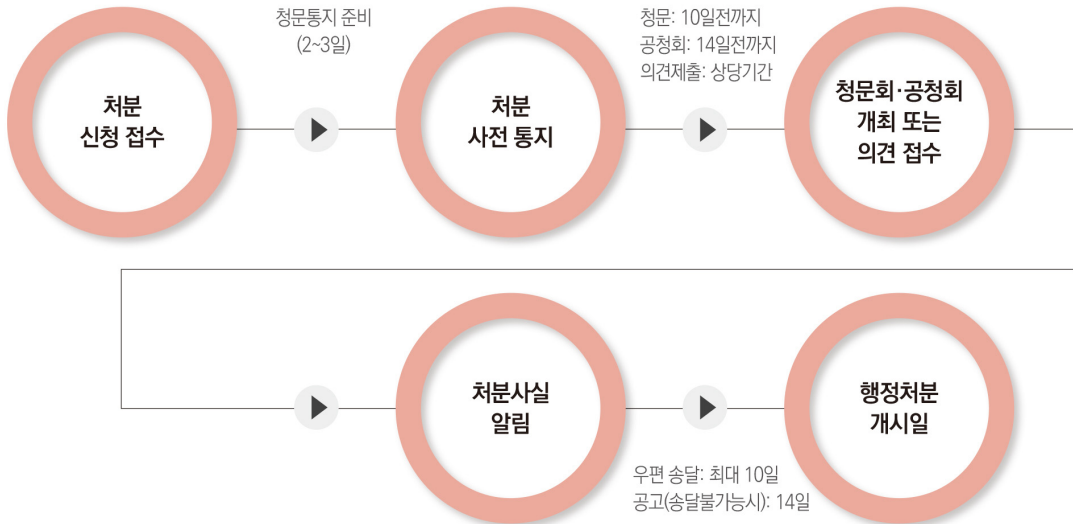 처분
신청 접수
청문통지 준비
(2~3일)
처분
사전 통지
청문: 10일전까지
공청회: 14일전까지
의견제출: 상당기간
청문회·공청회
개최 또는
의견 접수
처분사실
알림
우편 송달: 최대 10일
공고(송달불가능시): 14일
행정처분
개시일